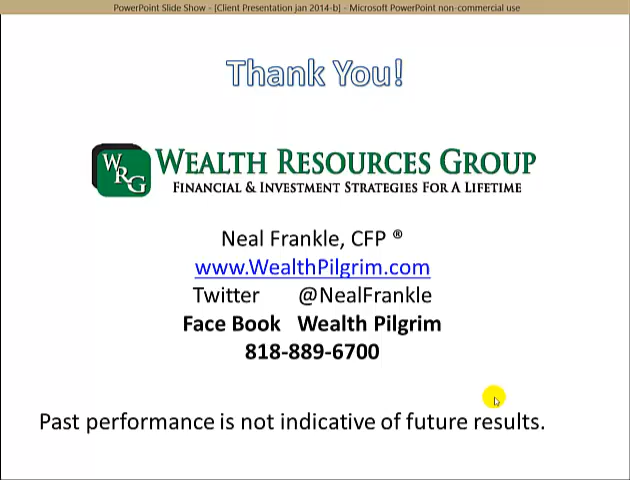 PowerPoint Slide Show - [Client Presentation jan 2014-b] - Microsoft PowerPoint non-commercial use
Thank You!
WRG WEALTH RESOURCES GROUP
FINANCIAL & INVESTMENT STRATEGIES FOR A LIFETIME
Neal Frankle, CFP ®
www.WealthPilgrim.com
Twitter @NealFrankle
Face Book Wealth Pilgrim
818-889-6700
Past performance is not indicative of future results.